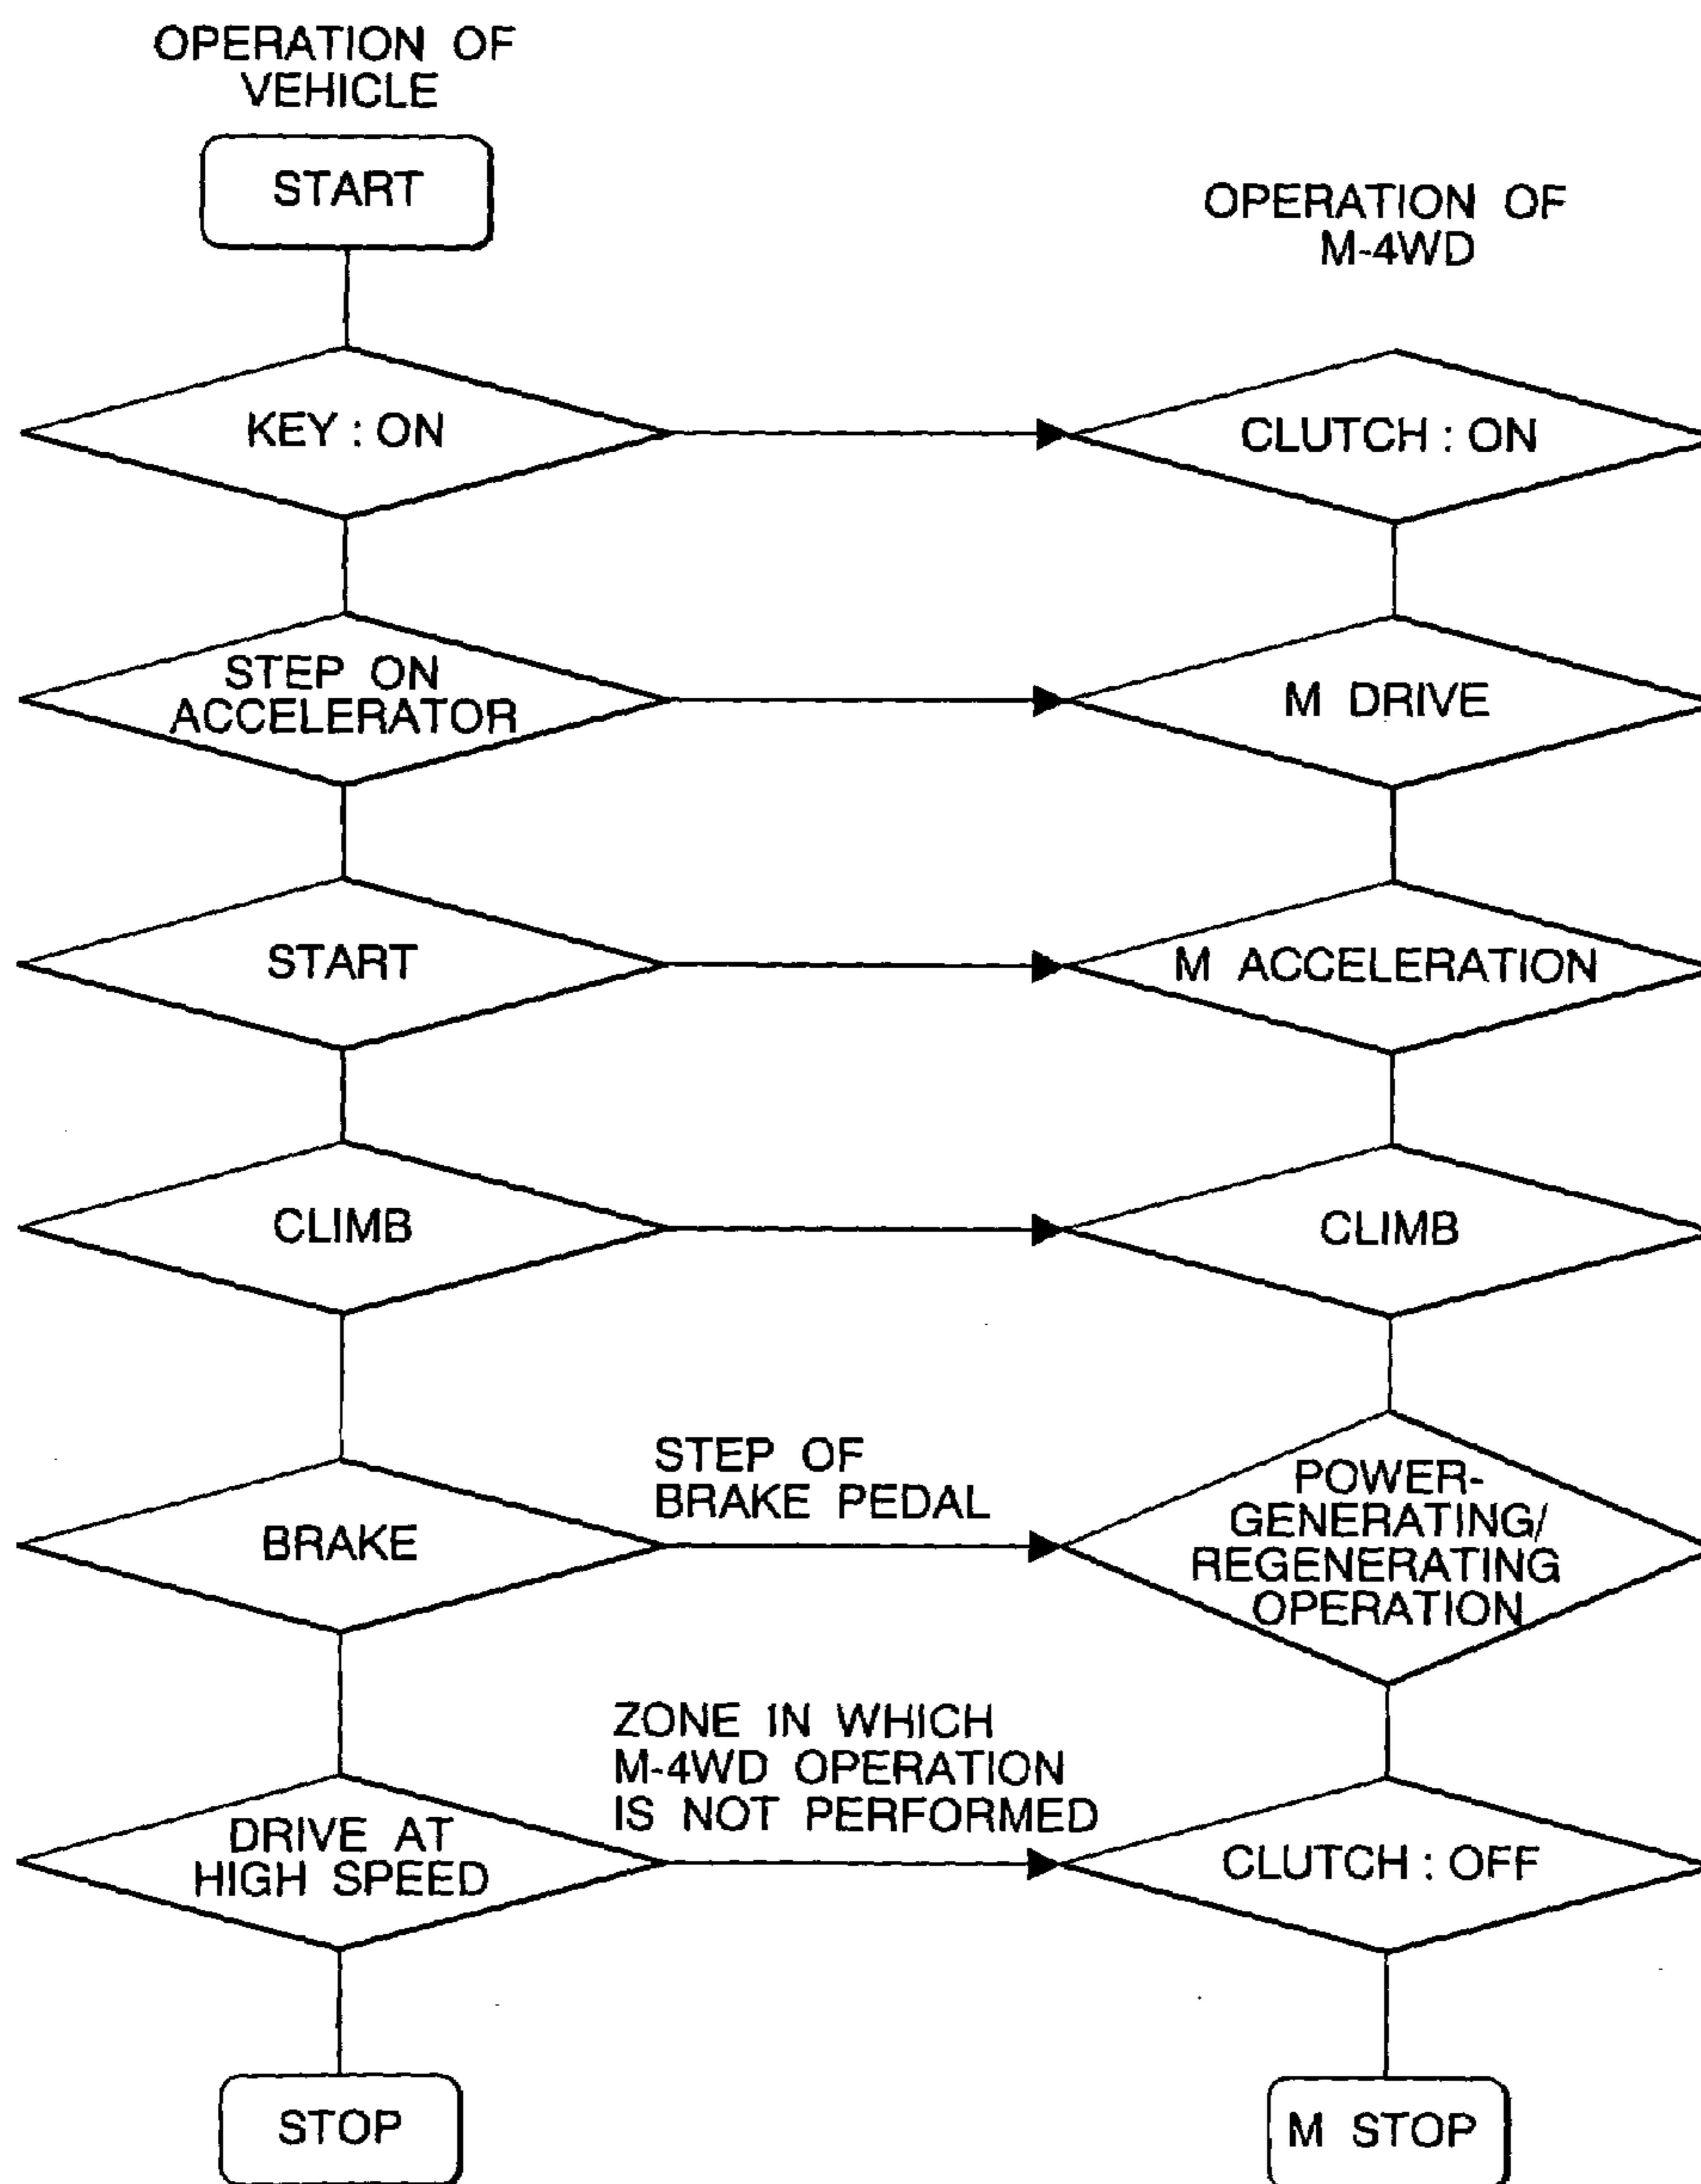 OPERATION OF
VEHICLE
START
OPERATION OF
M-4WD
KEY : ON
CLUTCH : ON
STEP ON
ACCELERATOR
M DRIVE
START
M ACCELERATION
CLIMB
CLIMB
BRAKE
STEP OF
BRAKE PEDAL
POWER-
GENERATING/
REGENERATING
OPERATION
DRIVE AT
HIGH SPEED
ZONE IN WHICH
M-4WD OPERATION
IS NOT PERFORMED
CLUTCH : OFF
STOP
M STOP